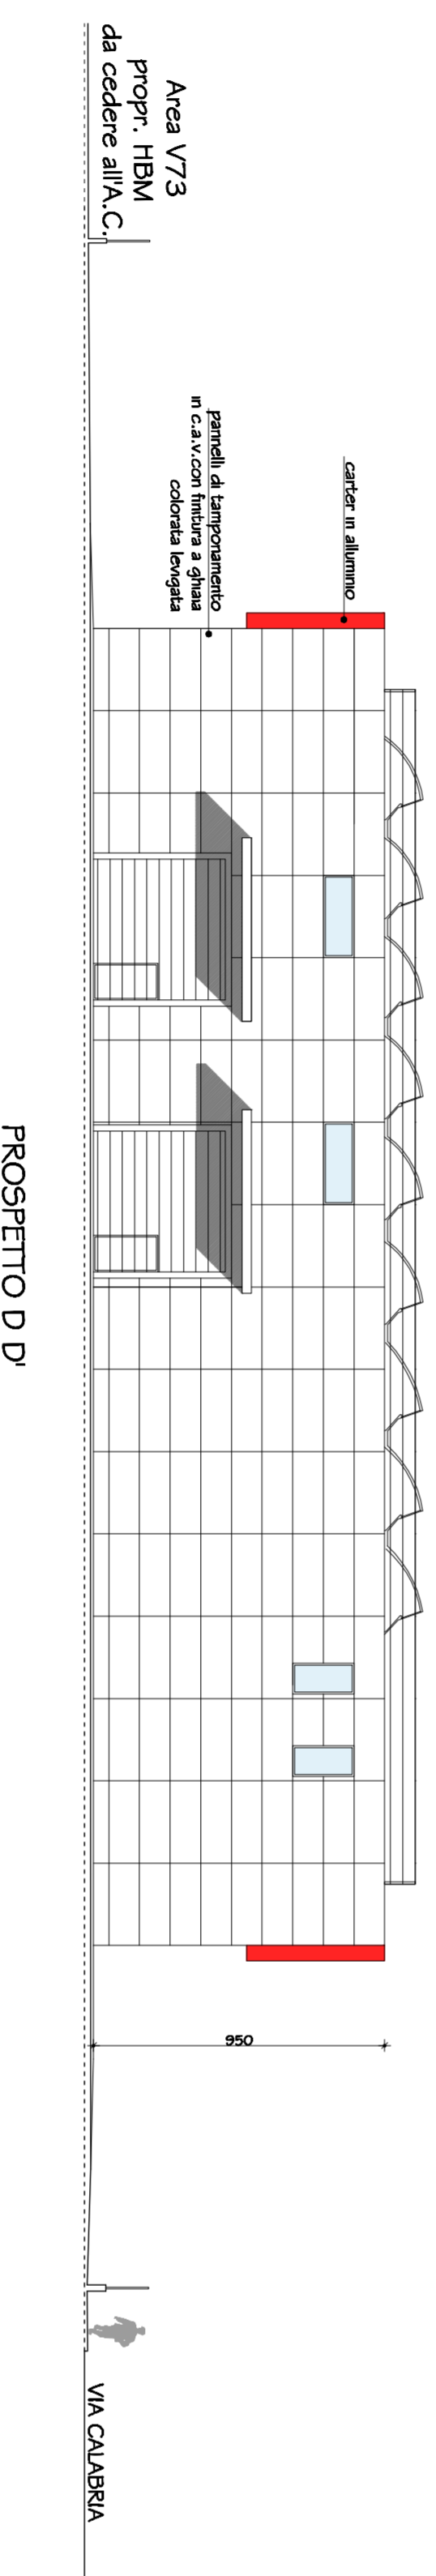 Area V73
propr. HBM
da cedere all'A.C.
carter in alluminio
pannelli di tamponamento
in c.a.v.con finitura a ghiaia
colorata levigata
950
VIA CALABRIA
PROSPETTO D D'